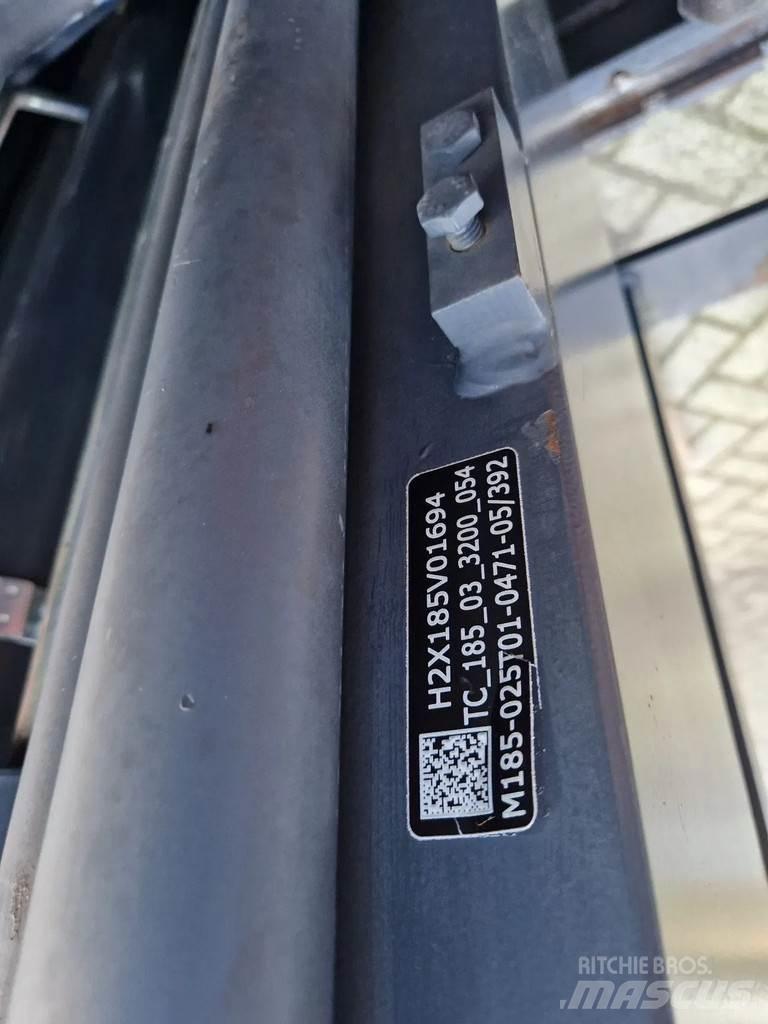 H2X185V01694
TC_185_03_3200_054
M185-025T01-0471-05/392
RITCHIE BROS.
MASCUS